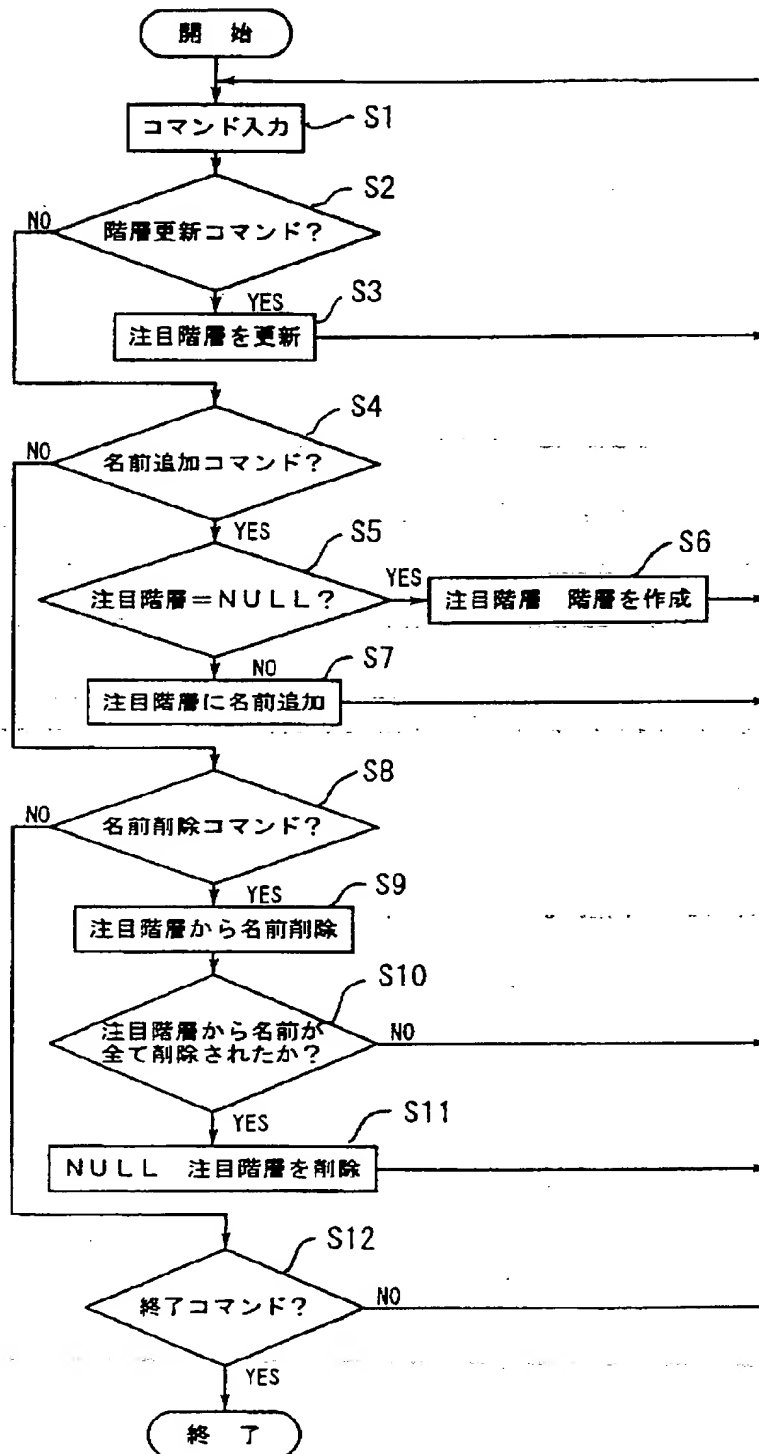 開 始
コマンド入力
S1
S2
階層更新コマンド?
NO
YES
S3
注目階層を更新
S4
名前追加コマンド?
NO
YES
S5
注目階層=NULL?
YES
S6
注目階層 階層を作成
NO
S7
注目階層に名前追加
S8
名前削除コマンド?
NO
YES
S9
注目階層から名前削除
S10
注目階層から名前が
全て削除されたか?
NO
YES
S11
NULL 注目階層を削除
S12
終了コマンド?
NO
YES
終 了